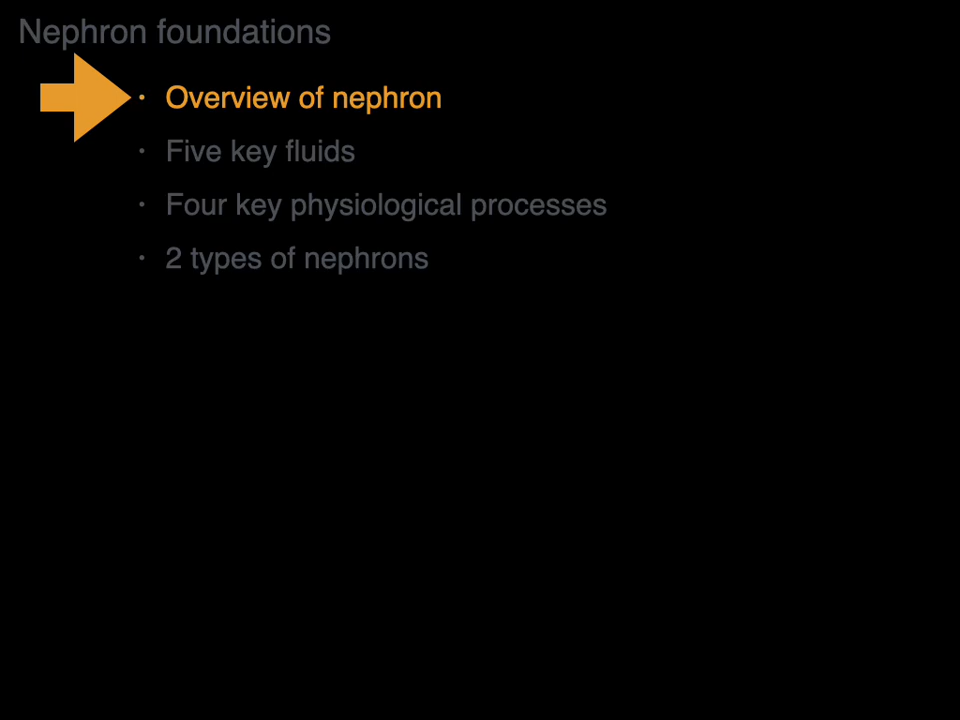 Nephron foundations
• Overview of nephron
• Five key fluids
• Four key physiological processes
• 2 types of nephrons